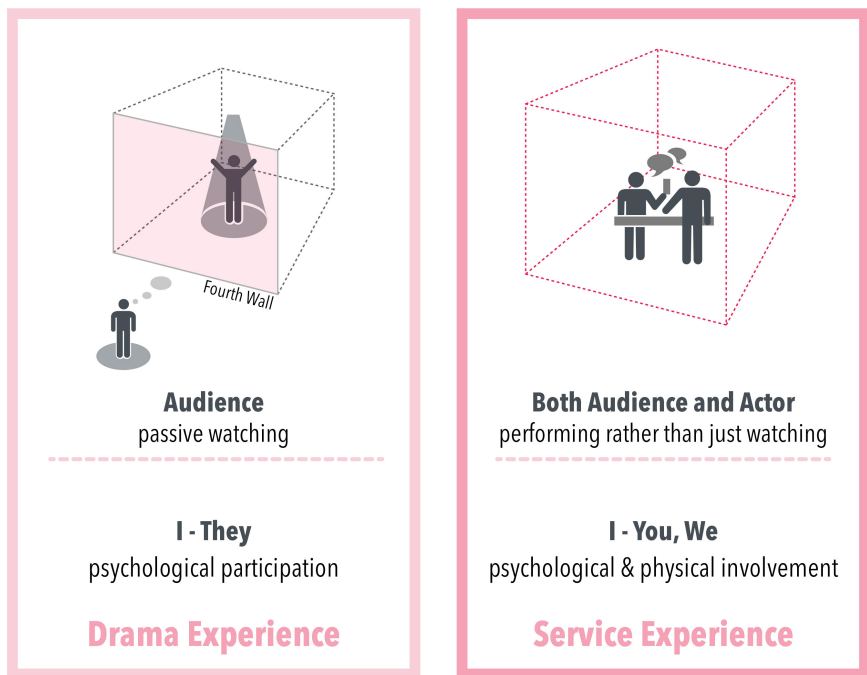 Fourth Wall
Audience
passive watching
I - They
psychological participation
Drama Experience
Both Audience and Actor
performing rather than just watching
I - You, We
psychological & physical involvement
Service Experience